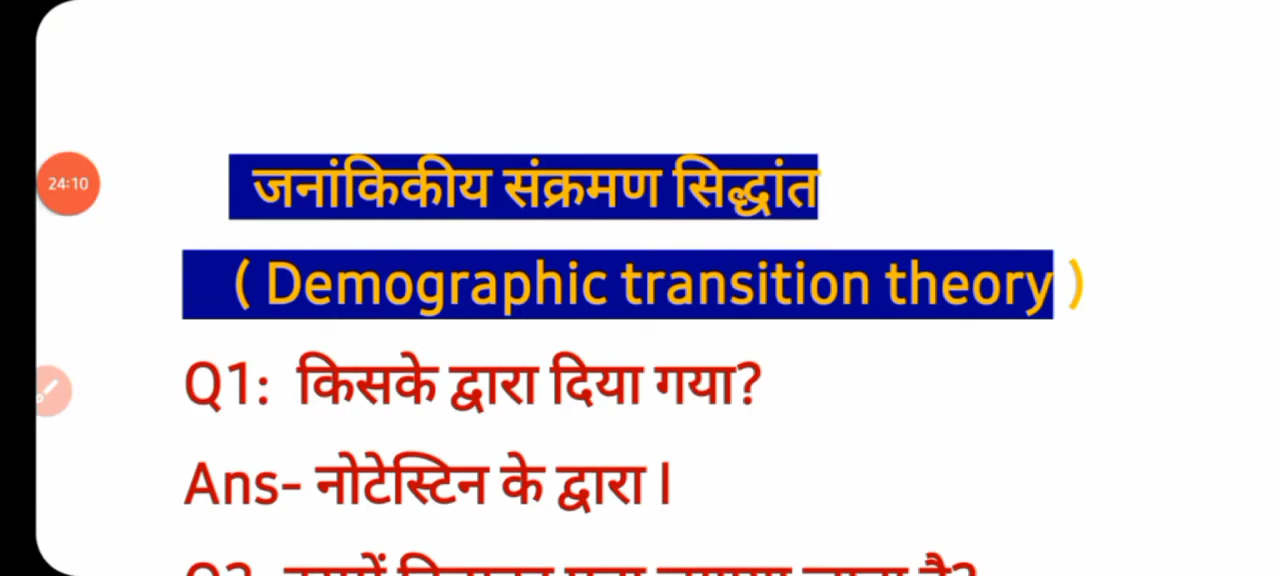 24:10
जनांकिकीय संक्रमण सिद्धांत
( Demographic transition theory )
Q1: किसके द्वारा दिया गया?
Ans- नोटेस्टिन के द्वारा।